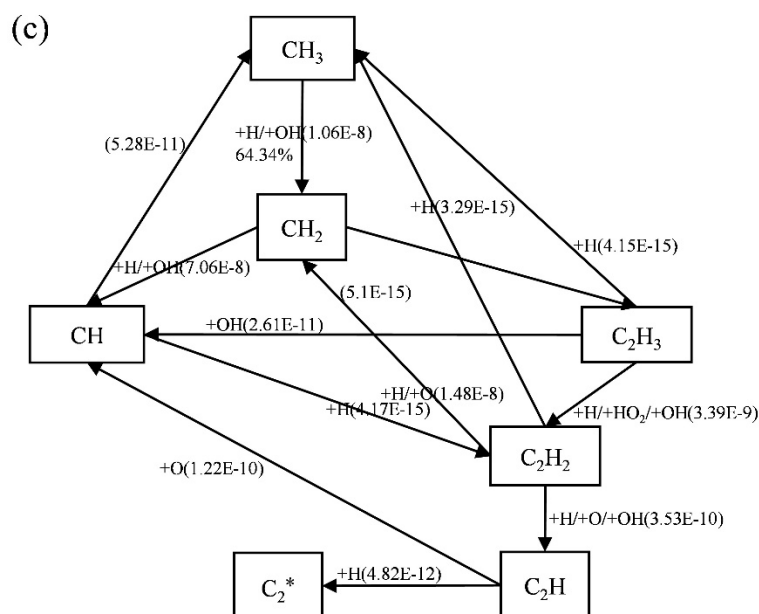 (c)
CH₃
+H/+OH(1.06E-8)
64.34%
(5.28E-11)
+H(3.29E-15)
CH₂
+H(4.15E-15)
+H/+OH(7.06E-8)
(5.1E-15)
CH
+OH(2.61E-11)
C₂H₃
+H/+O(1.48E-8)
+H(4.17E-15)
+H/+HO₂/+OH(3.39E-9)
C₂H₂
+O(1.22E-10)
+H/+O/+OH(3.53E-10)
C₂*
+H(4.82E-12)
C₂H